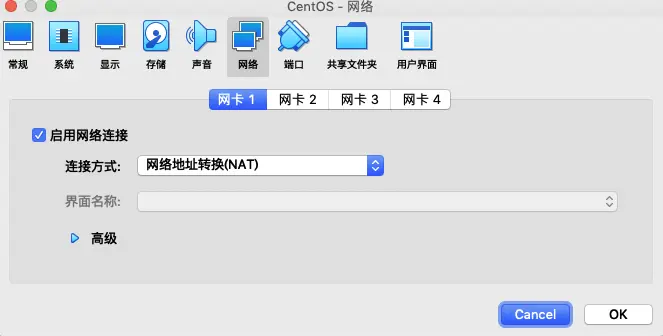 CentOS - 网络
常规 系统 显示 存储 声音 网络 端口 共享文件夹 用户界面
网卡 1 网卡 2 网卡 3 网卡 4
启用网络连接
连接方式: 网络地址转换(NAT)
界面名称:
高级
Cancel OK